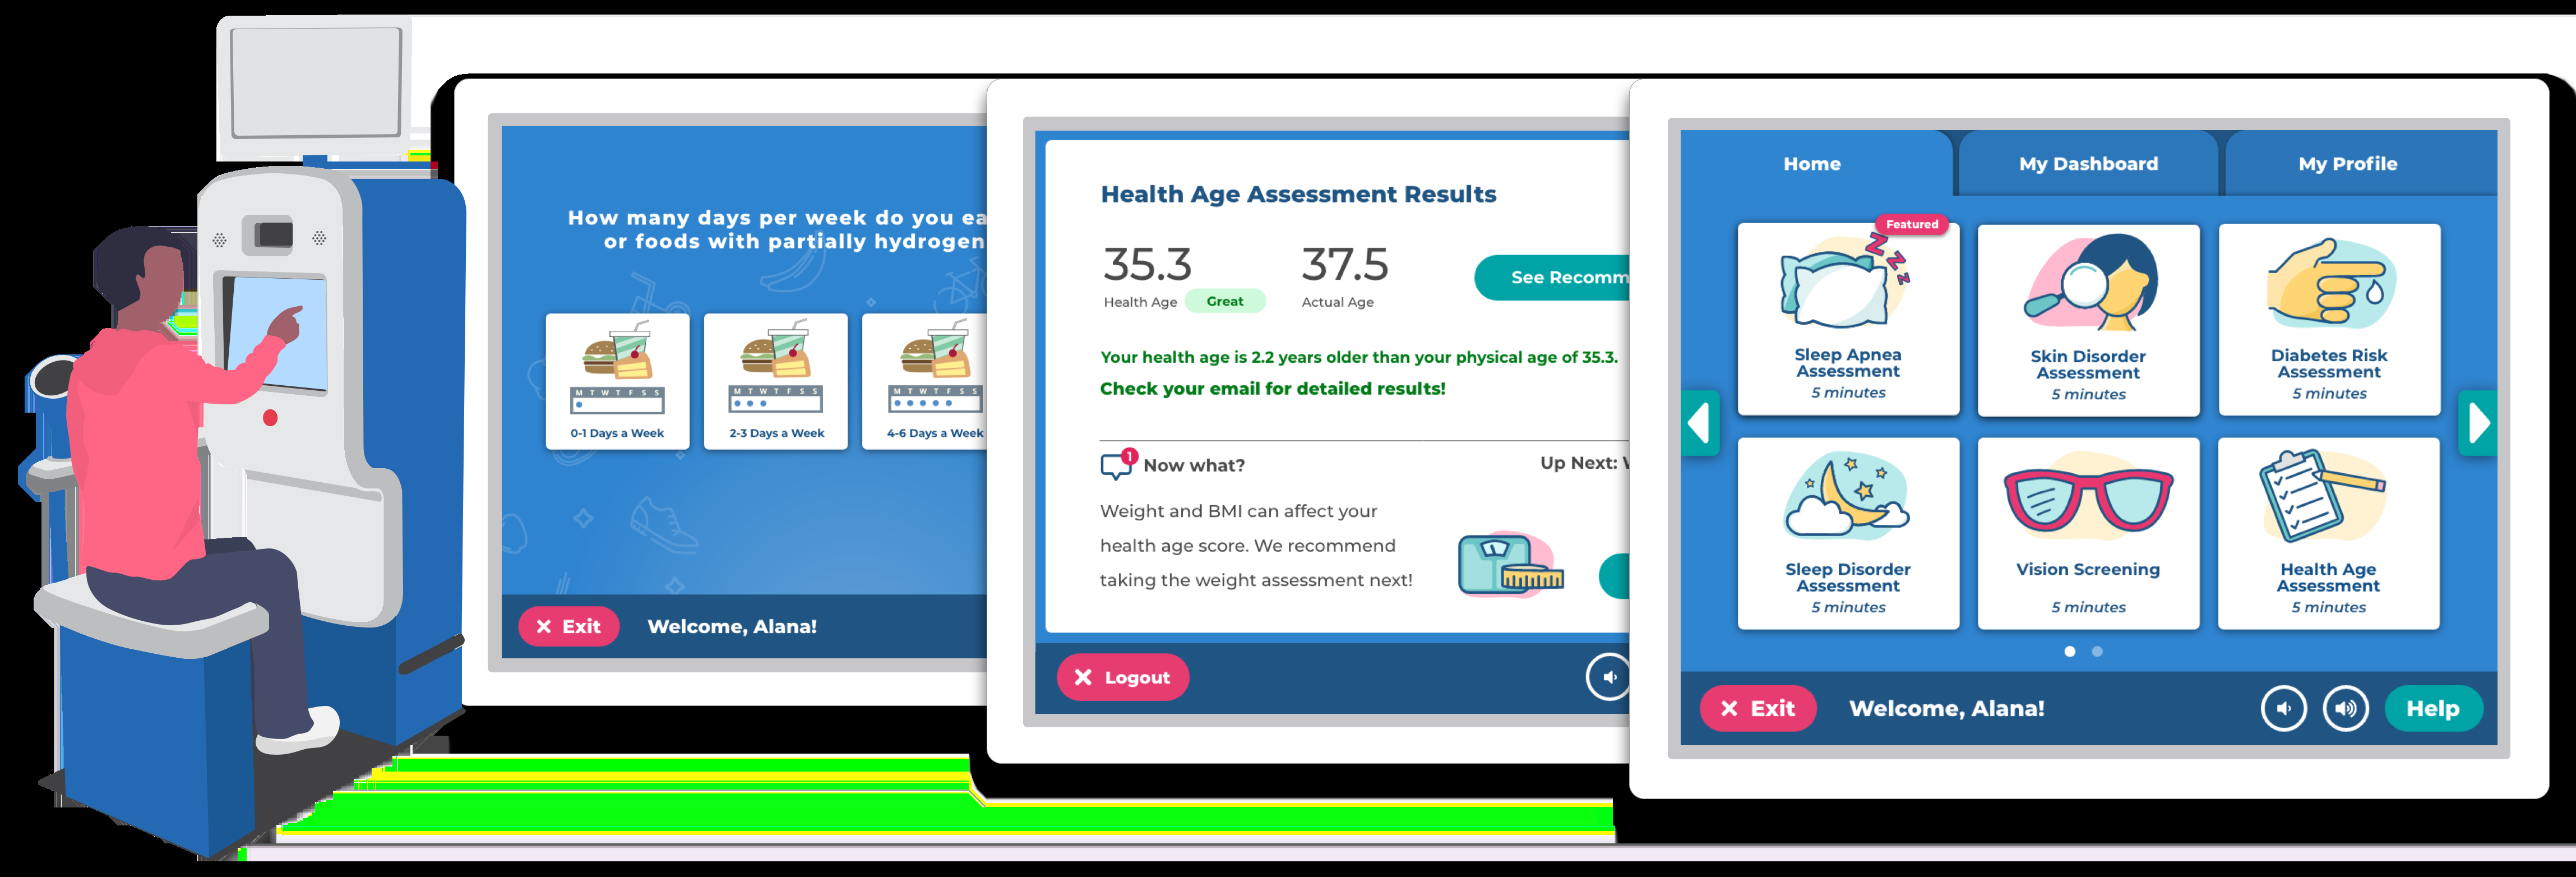 How many days per week do you ea
or foods with partially hydrogen
M T W T F S S
M T W T F S S
M T W T F S S
0-1 Days a Week
2-3 Days a Week
4-6 Days a Week
Exit
Welcome, Alana!
Health Age Assessment Results
35.3
37.5
See Recomm
Health Age
Great
Actual Age
Your health age is 2.2 years older than your physical age of 35.3.
Check your email for detailed results!
1
Now what?
Up Next:
Weight and BMI can affect your
health age score. We recommend
taking the weight assessment next!
Logout
Home
My Dashboard
My Profile
Featured
Z Z Z
Sleep Apnea
Assessment
5 minutes
Skin Disorder
Assessment
5 minutes
Diabetes Risk
Assessment
5 minutes
Sleep Disorder
Assessment
5 minutes
Vision Screening
5 minutes
Health Age
Assessment
5 minutes
Exit
Welcome, Alana!
Help